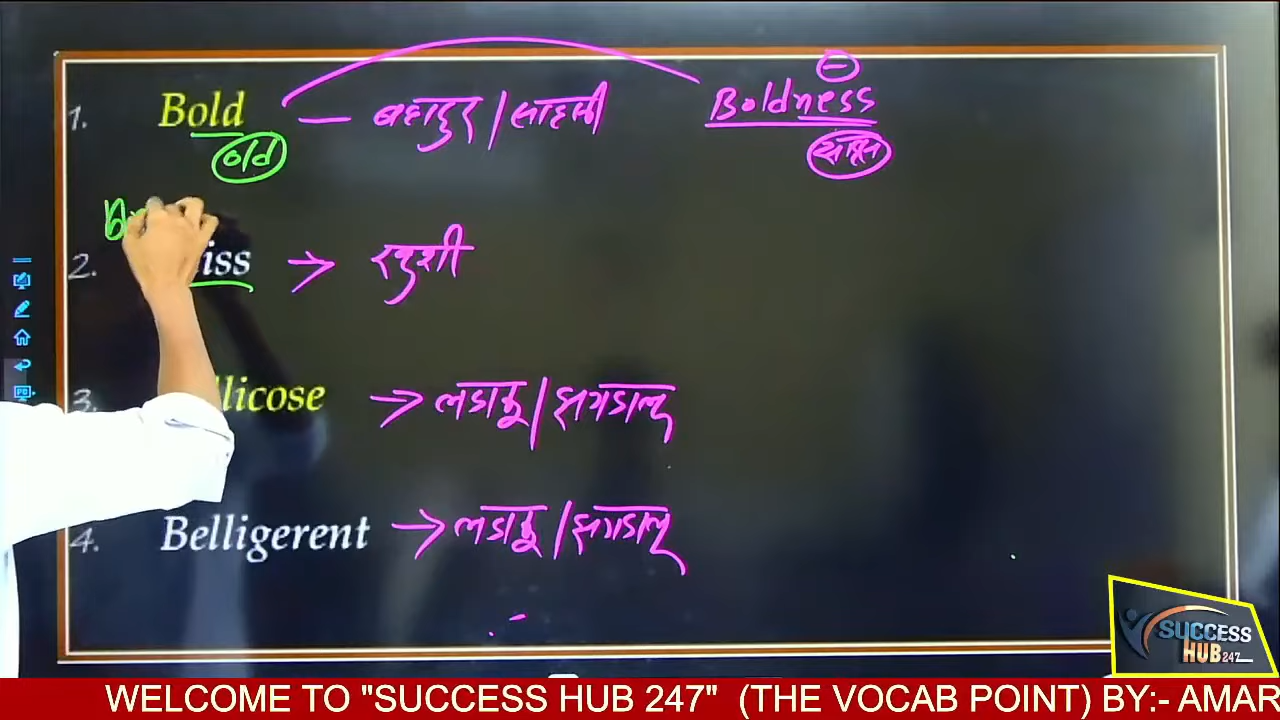 1. Bold — बहादुर / साहसी Boldness
old साहस
2. iss → खुशी
3. llicose → लडाकू / झगडालू
4. Belligerent → लडाकू / झगडालू
SUCCESS
HUB 247
WELCOME TO "SUCCESS HUB 247" (THE VOCAB POINT) BY:- AMAR